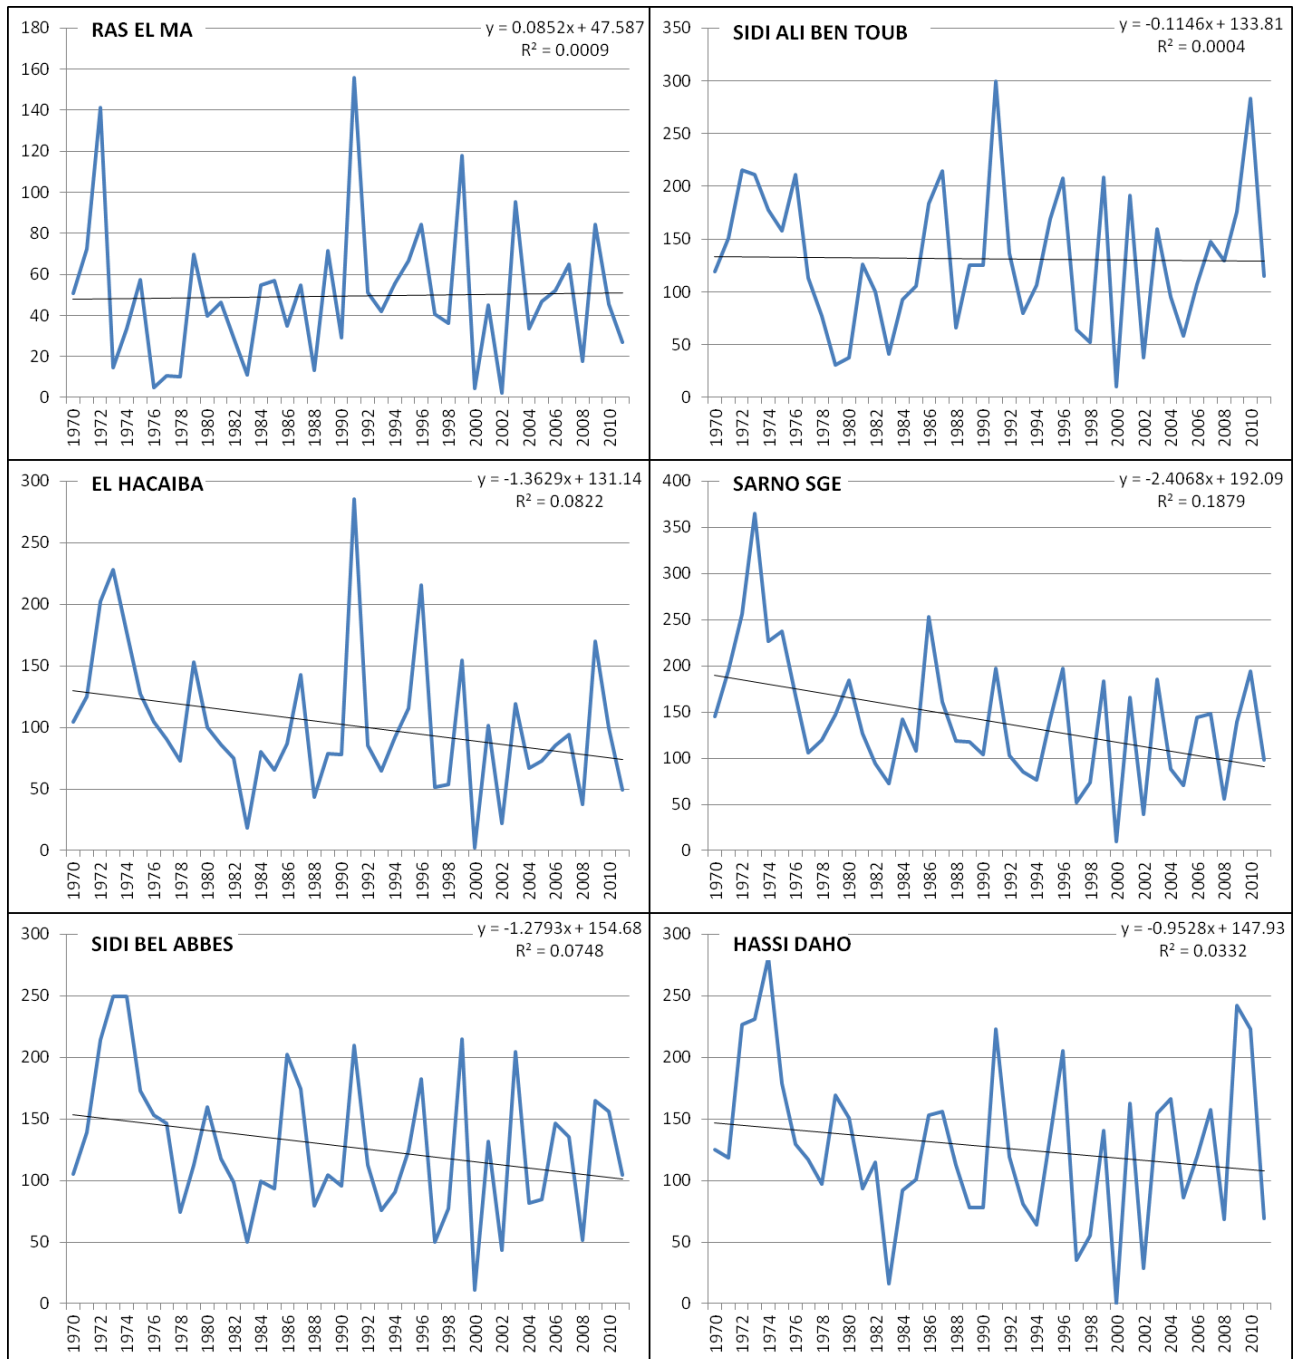 RAS EL MA
y = 0.0852x + 47.587
R² = 0.0009
180
160
140
120
100
80
60
40
20
0
1970 1972 1974 1976 1978 1980 1982 1984 1986 1988 1990 1992 1994 1996 1998 2000 2002 2004 2006 2008 2010
SIDI ALI BEN TOUB
y = -0.1146x + 133.81
R² = 0.0004
350
300
250
200
150
100
50
0
1970 1972 1974 1976 1978 1980 1982 1984 1986 1988 1990 1992 1994 1996 1998 2000 2002 2004 2006 2008 2010
EL HACAIBA
y = -1.3629x + 131.14
R² = 0.0822
300
250
200
150
100
50
0
1970 1972 1974 1976 1978 1980 1982 1984 1986 1988 1990 1992 1994 1996 1998 2000 2002 2004 2006 2008 2010
SARNO SGE
y = -2.4068x + 192.09
R² = 0.1879
400
350
300
250
200
150
100
50
0
1970 1972 1974 1976 1978 1980 1982 1984 1986 1988 1990 1992 1994 1996 1998 2000 2002 2004 2006 2008 2010
SIDI BEL ABBES
y = -1.2793x + 154.68
R² = 0.0748
300
250
200
150
100
50
0
1970 1972 1974 1976 1978 1980 1982 1984 1986 1988 1990 1992 1994 1996 1998 2000 2002 2004 2006 2008 2010
HASSI DAHO
y = -0.9528x + 147.93
R² = 0.0332
300
250
200
150
100
50
0
1970 1972 1974 1976 1978 1980 1982 1984 1986 1988 1990 1992 1994 1996 1998 2000 2002 2004 2006 2008 2010